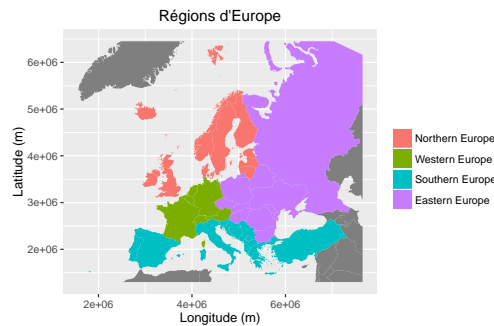 Régions d'Europe
6e+06
5e+06
4e+06
3e+06
2e+06
Latitude (m)
2e+06
4e+06
6e+06
Longitude (m)
Northern Europe
Western Europe
Southern Europe
Eastern Europe